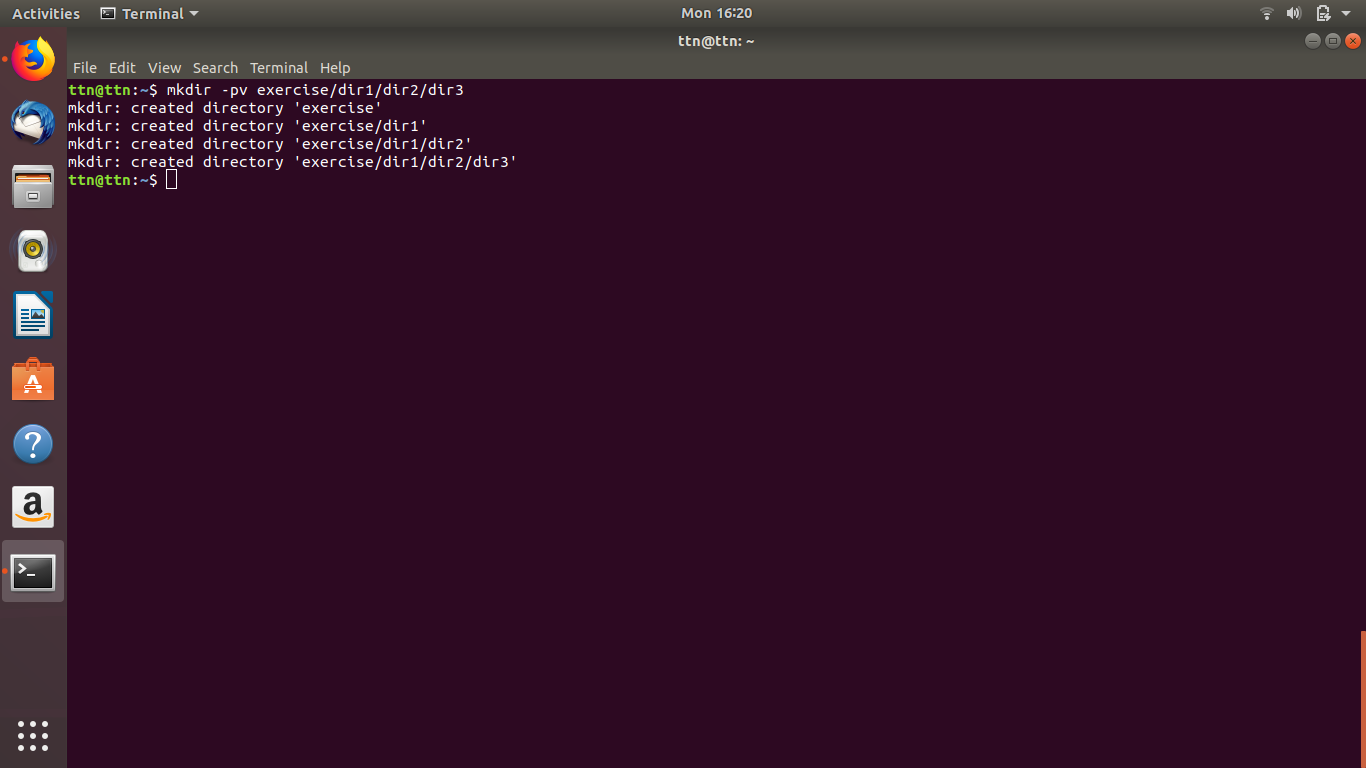 Activities Terminal Mon 16:20
ttn@ttn: ~
File Edit View Search Terminal Help
ttn@ttn:~$ mkdir -pv exercise/dir1/dir2/dir3
mkdir: created directory 'exercise'
mkdir: created directory 'exercise/dir1'
mkdir: created directory 'exercise/dir1/dir2'
mkdir: created directory 'exercise/dir1/dir2/dir3'
ttn@ttn:~$